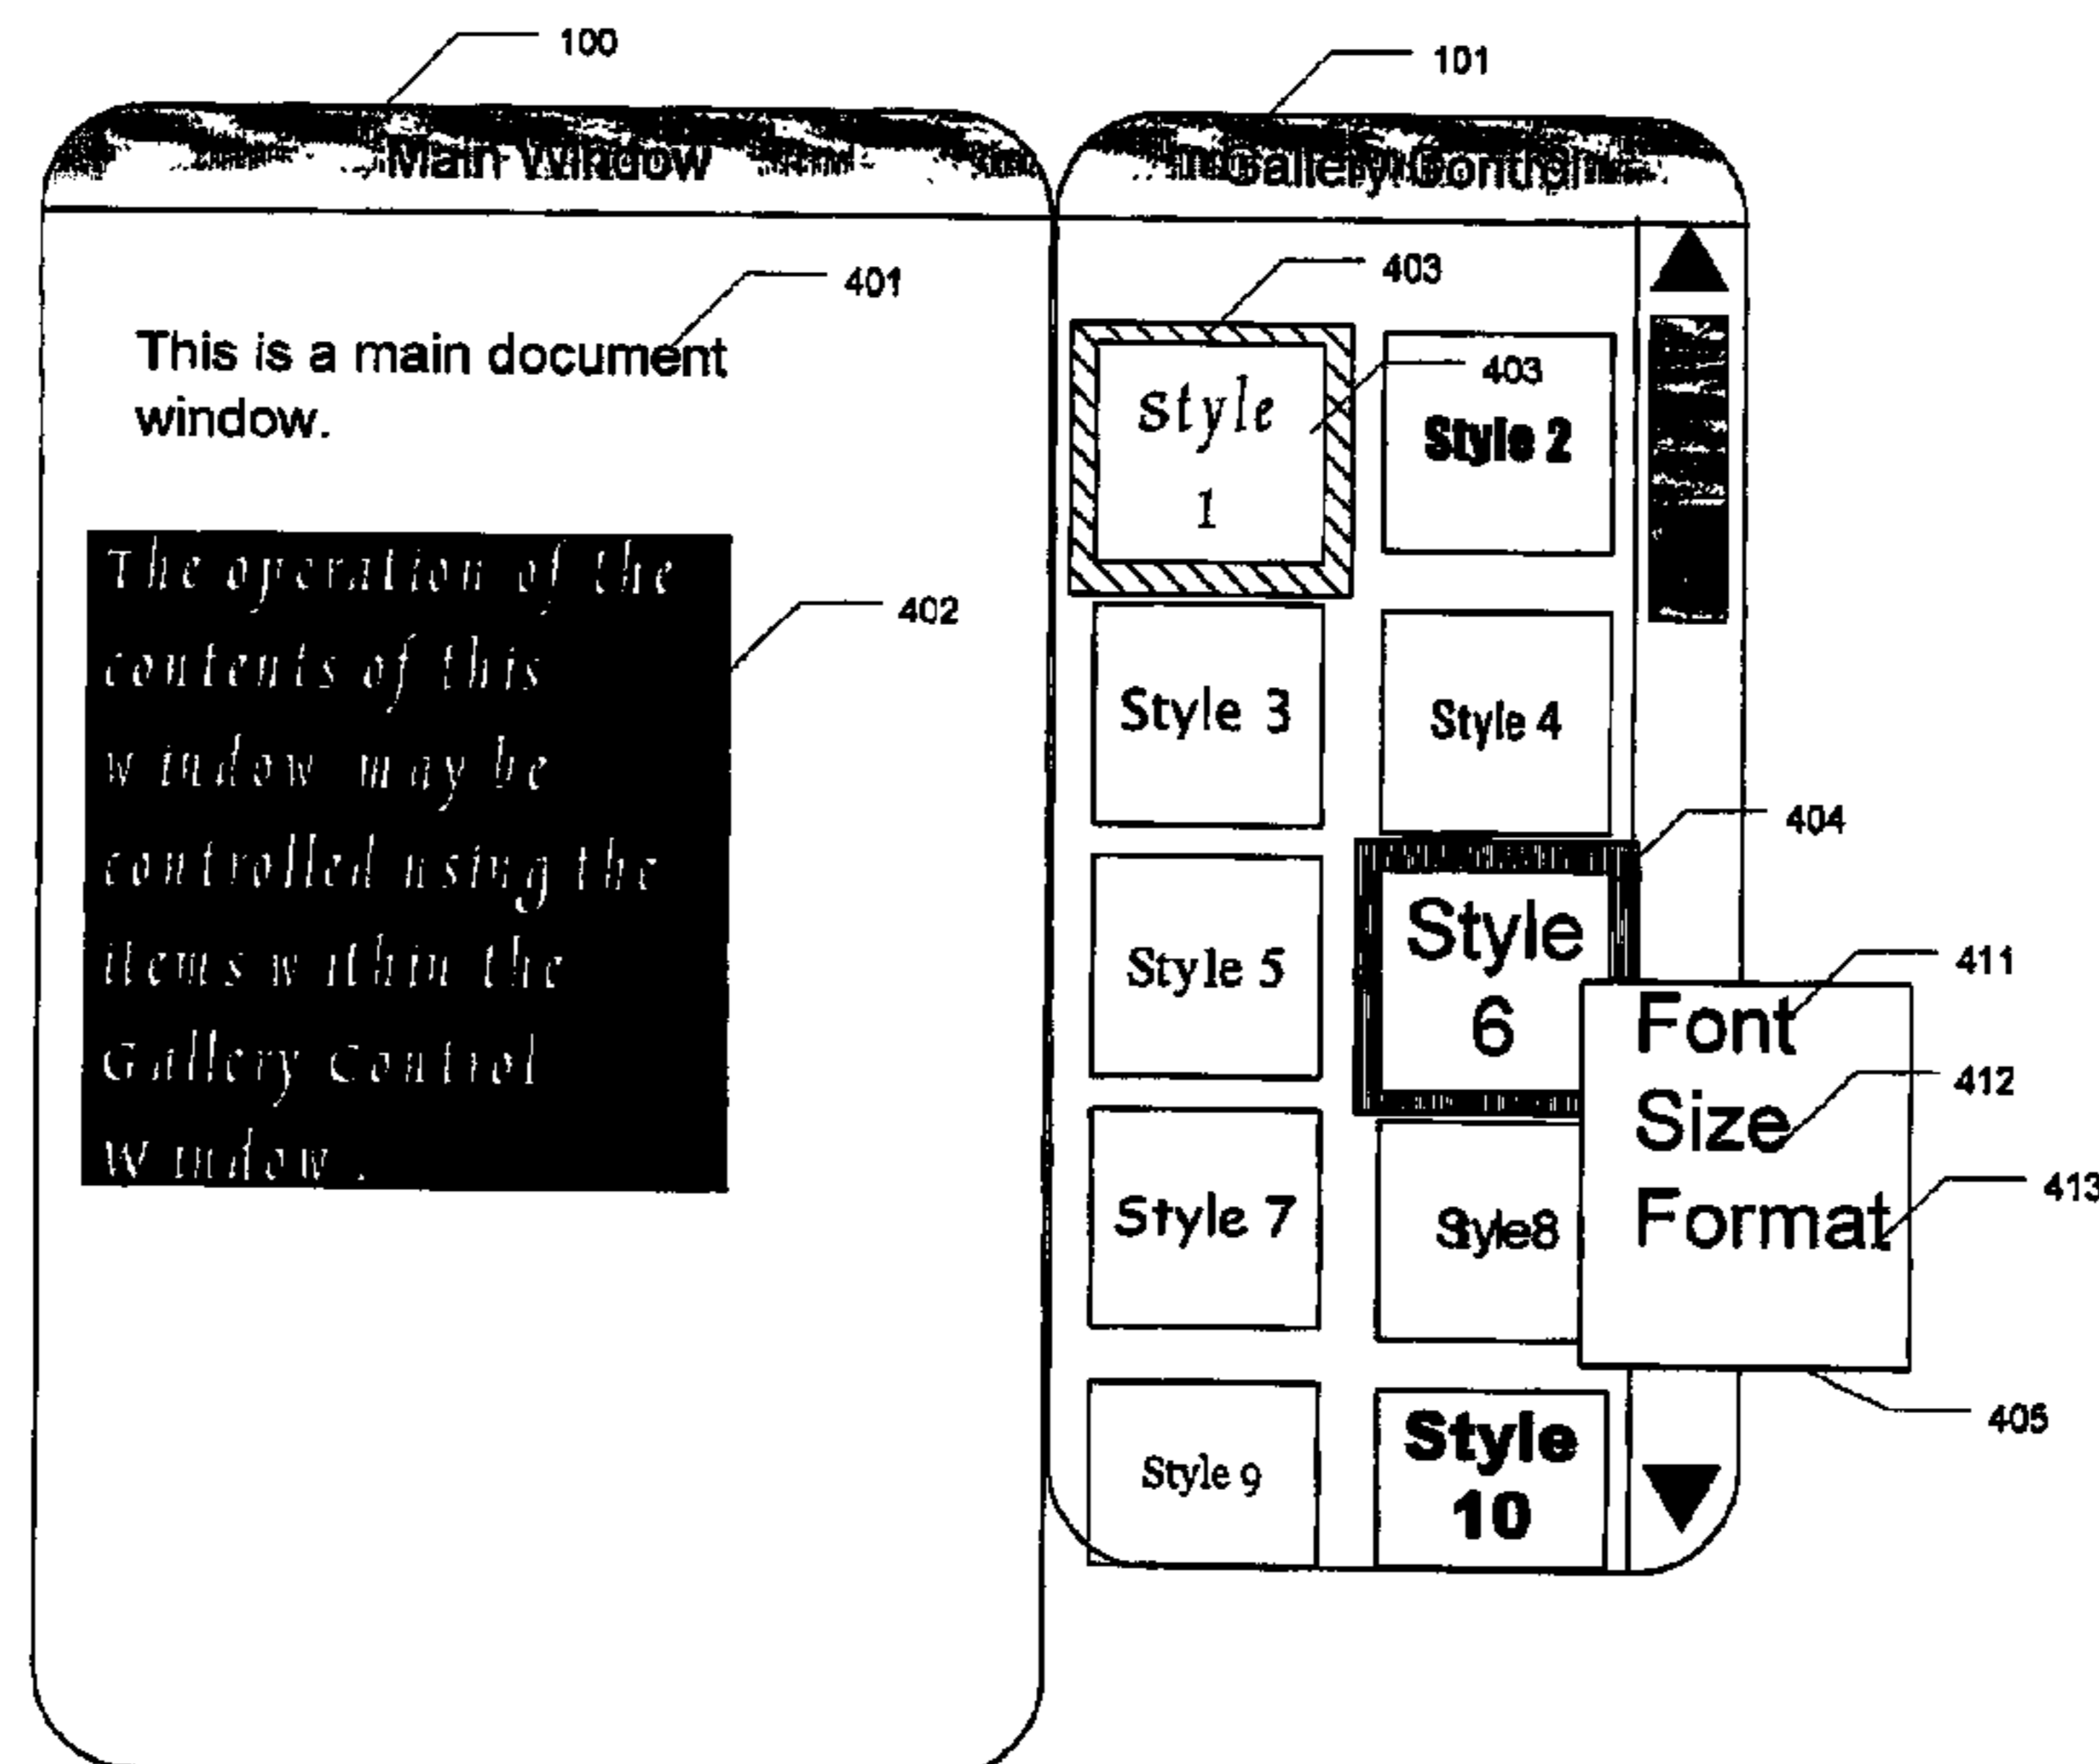 100
101
Main Window
Gallery Control
401
This is a main document
window.
402
The operation of the
contents of this
window may be
controlled using the
items within the
Gallery Control
Window.
403
403
Style
1
Style 2
Style 3
Style 4
404
Style 5
Style
6
411
Font
412
Size
413
Format
Style 7
Style8
405
Style 9
Style
10